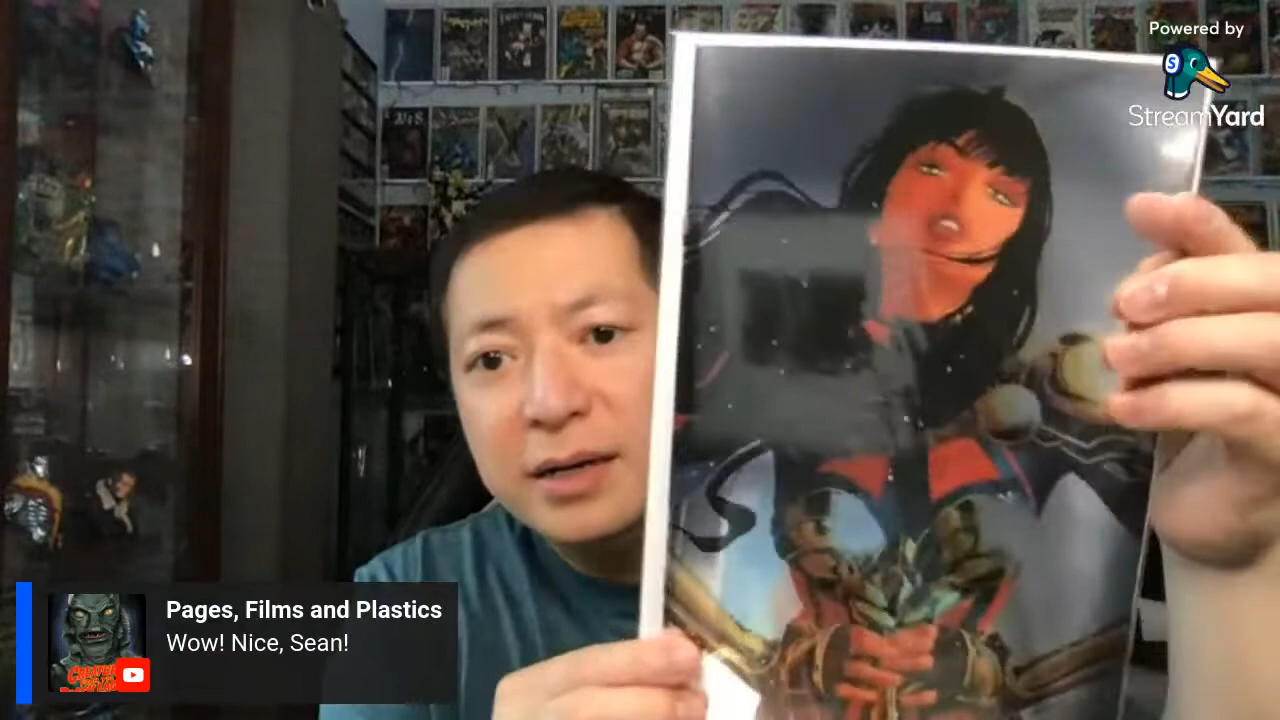 Powered by
StreamYard
Pages, Films and Plastics
Wow! Nice, Sean!